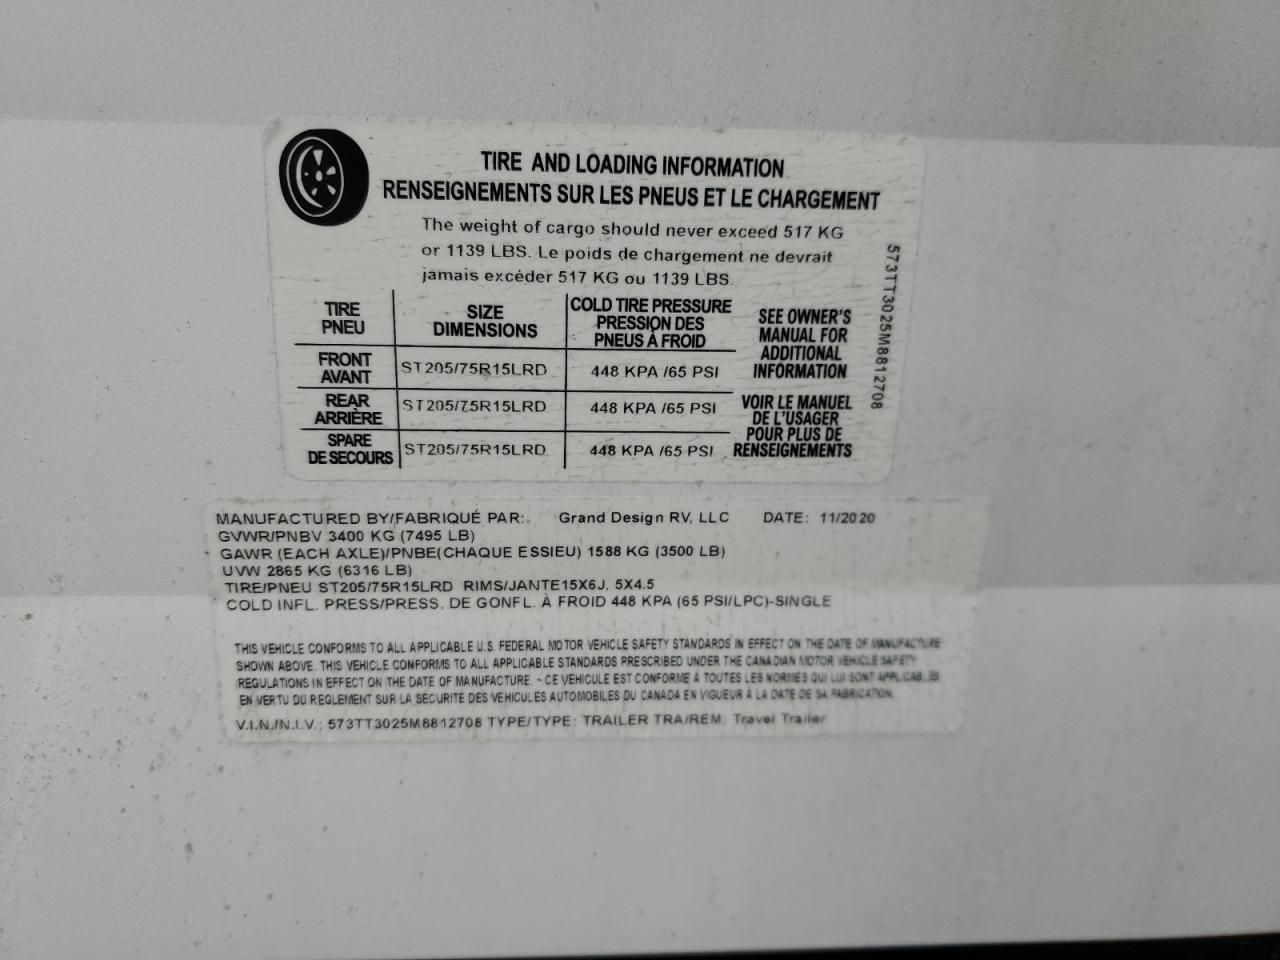 TIRE AND LOADING INFORMATION
RENSEIGNEMENTS SUR LES PNEUS ET LE CHARGEMENT
The weight of cargo should never exceed 517 KG
or 1139 LBS. Le poids de chargement ne devrait
jamais excéder 517 KG ou 1139 LBS.
TIRE
PNEU
SIZE
DIMENSIONS
COLD TIRE PRESSURE
PRESSION DES
PNEUS À FROID
FRONT
AVANT
ST205/75R15LRD
448 KPA /65 PSI
REAR
ARRIÈRE
ST205/75R15LRD
448 KPA /65 PSI
SPARE
DE SECOURS
ST205/75R15LRD
448 KPA /65 PSI
SEE OWNER'S
MANUAL FOR
ADDITIONAL
INFORMATION
VOIR LE MANUEL
DE L'USAGER
POUR PLUS DE
RENSEIGNEMENTS
573TT3025M8812708
MANUFACTURED BY/FABRIQUÉ PAR: Grand Design RV, LLC DATE: 11/2020
GVWR/PNBV 3400 KG (7495 LB)
GAWR (EACH AXLE)/PNBE(CHAQUE ESSIEU) 1588 KG (3500 LB)
UVW 2865 KG (6316 LB)
TIRE/PNEU ST205/75R15LRD RIMS/JANTE15X6J, 5X4.5
COLD INFL. PRESS/PRESS. DE GONFL. À FROID 448 KPA (65 PSI/LPC)-SINGLE
THIS VEHICLE CONFORMS TO ALL APPLICABLE U.S. FEDERAL MOTOR VEHICLE SAFETY STANDARDS IN EFFECT ON THE DATE OF MANUFACTURE
SHOWN ABOVE. THIS VEHICLE CONFORMS TO ALL APPLICABLE STANDARDS PRESCRIBED UNDER THE CANADIAN MOTOR VEHICLE SAFETY
REGULATIONS IN EFFECT ON THE DATE OF MANUFACTURE. - CE VÉHICULE EST CONFORME À TOUTES LES NORMES QUI LUI SONT APPLICABLES
EN VERTU DU RÈGLEMENT SUR LA SÉCURITÉ DES VÉHICULES AUTOMOBILES DU CANADA EN VIGUEUR À LA DATE DE SA FABRICATION.
V.I.N./N.I.V.: 573TT3025M8812708 TYPE/TYPE: TRAILER TRA/REM: Travel Trailer